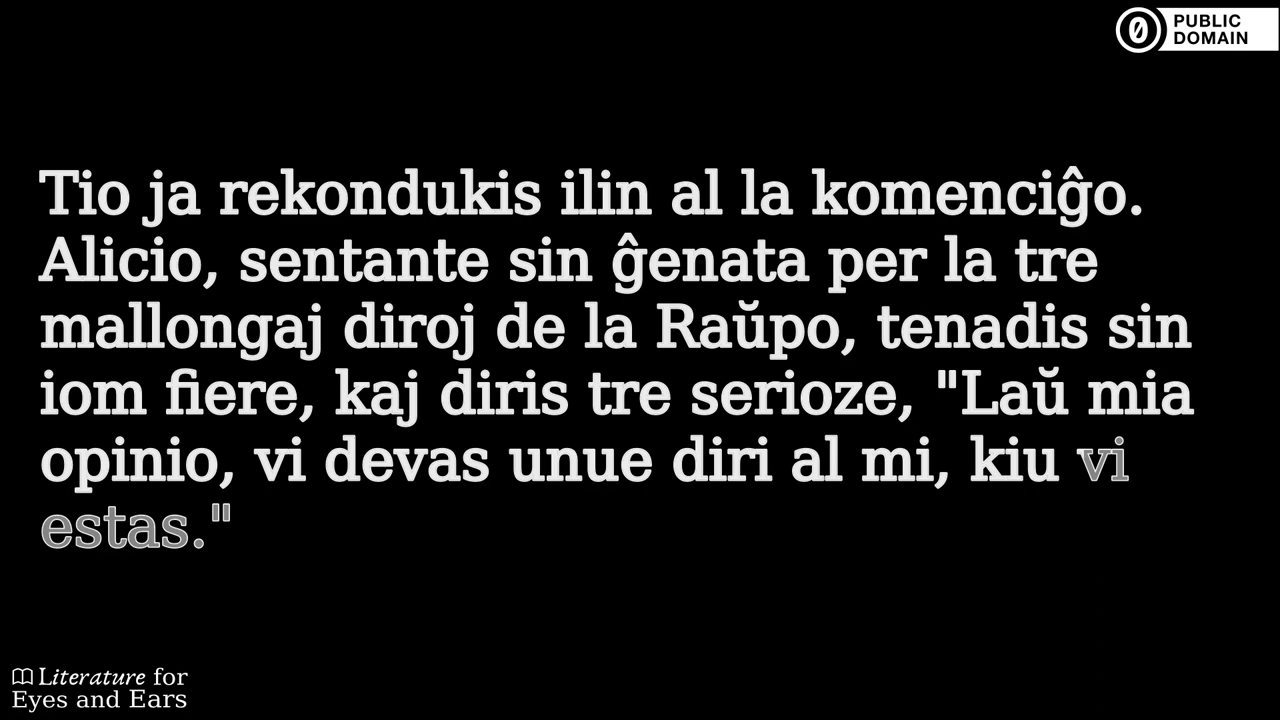 PUBLIC
DOMAIN
Tio ja rekondukis ilin al la komenciĝo.
Alicio, sentante sin ĝenata per la tre
mallongaj diroj de la Raŭpo, tenadis sin
iom fiere, kaj diris tre serioze, "Laŭ mia
opinio, vi devas unue diri al mi, kiu vi
estas."
Literature for
Eyes and Ears